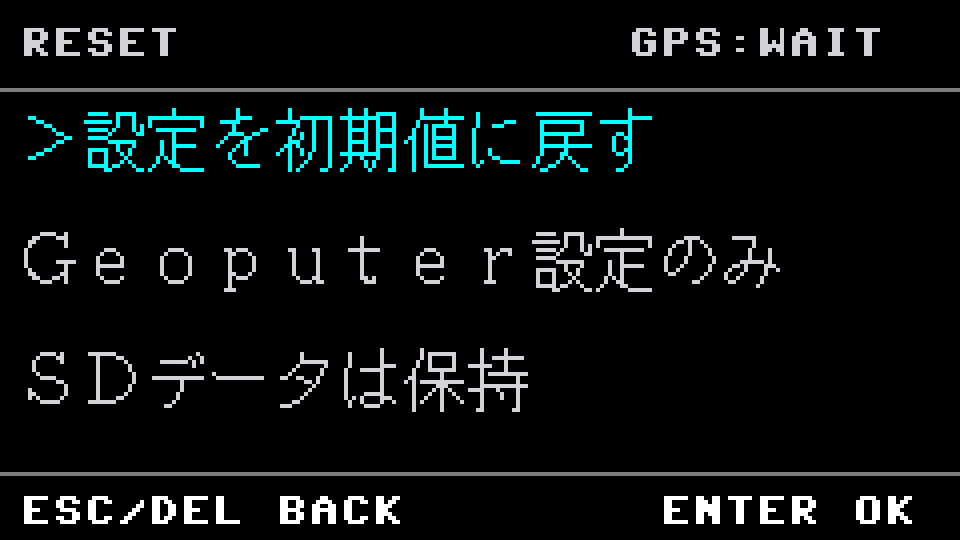 RESET GPS:WAIT
＞設定を初期値に戻す
Ｇｅｏｐｕｔｅｒ設定のみ
ＳＤデータは保持
ESC/DEL BACK ENTER OK